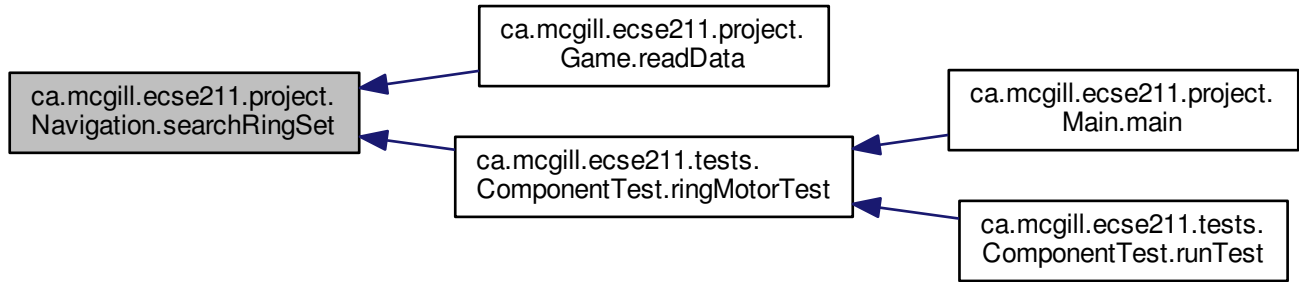 ca.mcgill.ecse211.project.
Navigation.searchRingSet
ca.mcgill.ecse211.project.
Game.readData
ca.mcgill.ecse211.tests.
ComponentTest.ringMotorTest
ca.mcgill.ecse211.project.
Main.main
ca.mcgill.ecse211.tests.
ComponentTest.runTest